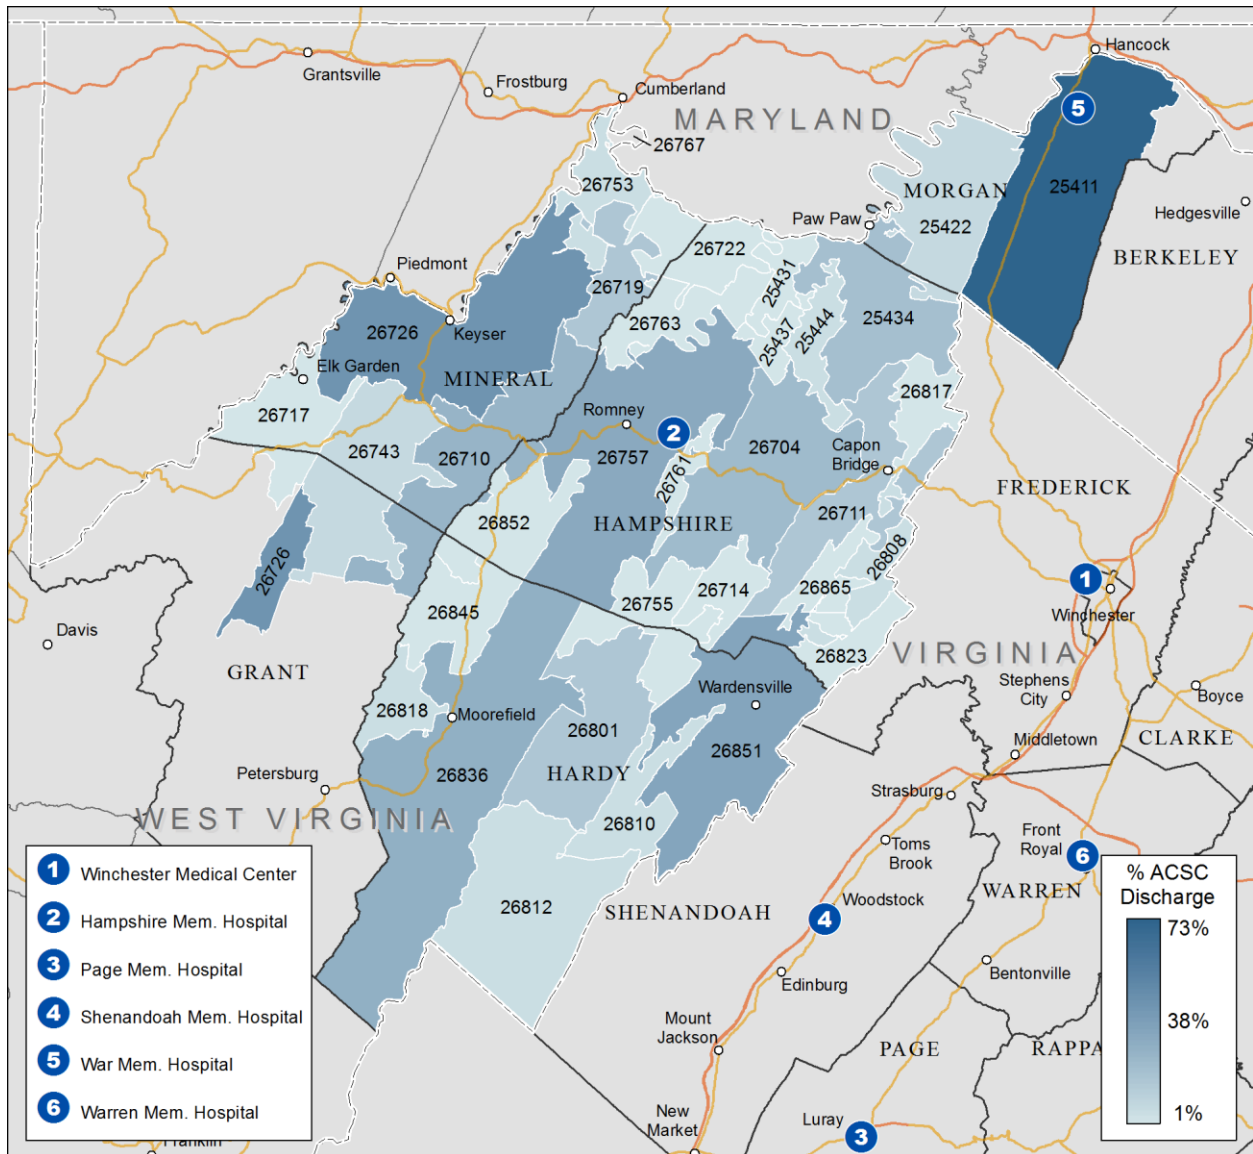 Hancock
Grantsville
Frostburg
Cumberland
MARYLAND
5
26767
26753
MORGAN
25411
Hedgesville
Paw Paw
25422
BERKELEY
26722
25431
Piedmont
26719
26763
25437
25444
25434
26726
Keyser
Elk Garden
MINERAL
26817
26717
Romney
2
26743
26710
26757
26761
26704
Capon
Bridge
FREDERICK
26852
HAMPSHIRE
26711
26808
26726
26755
26714
26865
1
Winchester
26845
Davis
26823
VIRGINIA
GRANT
Wardensville
Stephens
City
Boyce
26818
Moorefield
26801
26851
Middletown
CLARKE
Petersburg
26836
HARDY
Strasburg
WEST VIRGINIA
26810
Toms
Brook
Front
Royal
6
WARREN
26812
SHENANDOAH
Woodstock
4
Edinburg
Bentonville
Mount
Jackson
PAGE
RAPPA
New
Market
Luray
3
Franklin
1 Winchester Medical Center
2 Hampshire Mem. Hospital
3 Page Mem. Hospital
4 Shenandoah Mem. Hospital
5 War Mem. Hospital
6 Warren Mem. Hospital
% ACSC
Discharge
73%
38%
1%